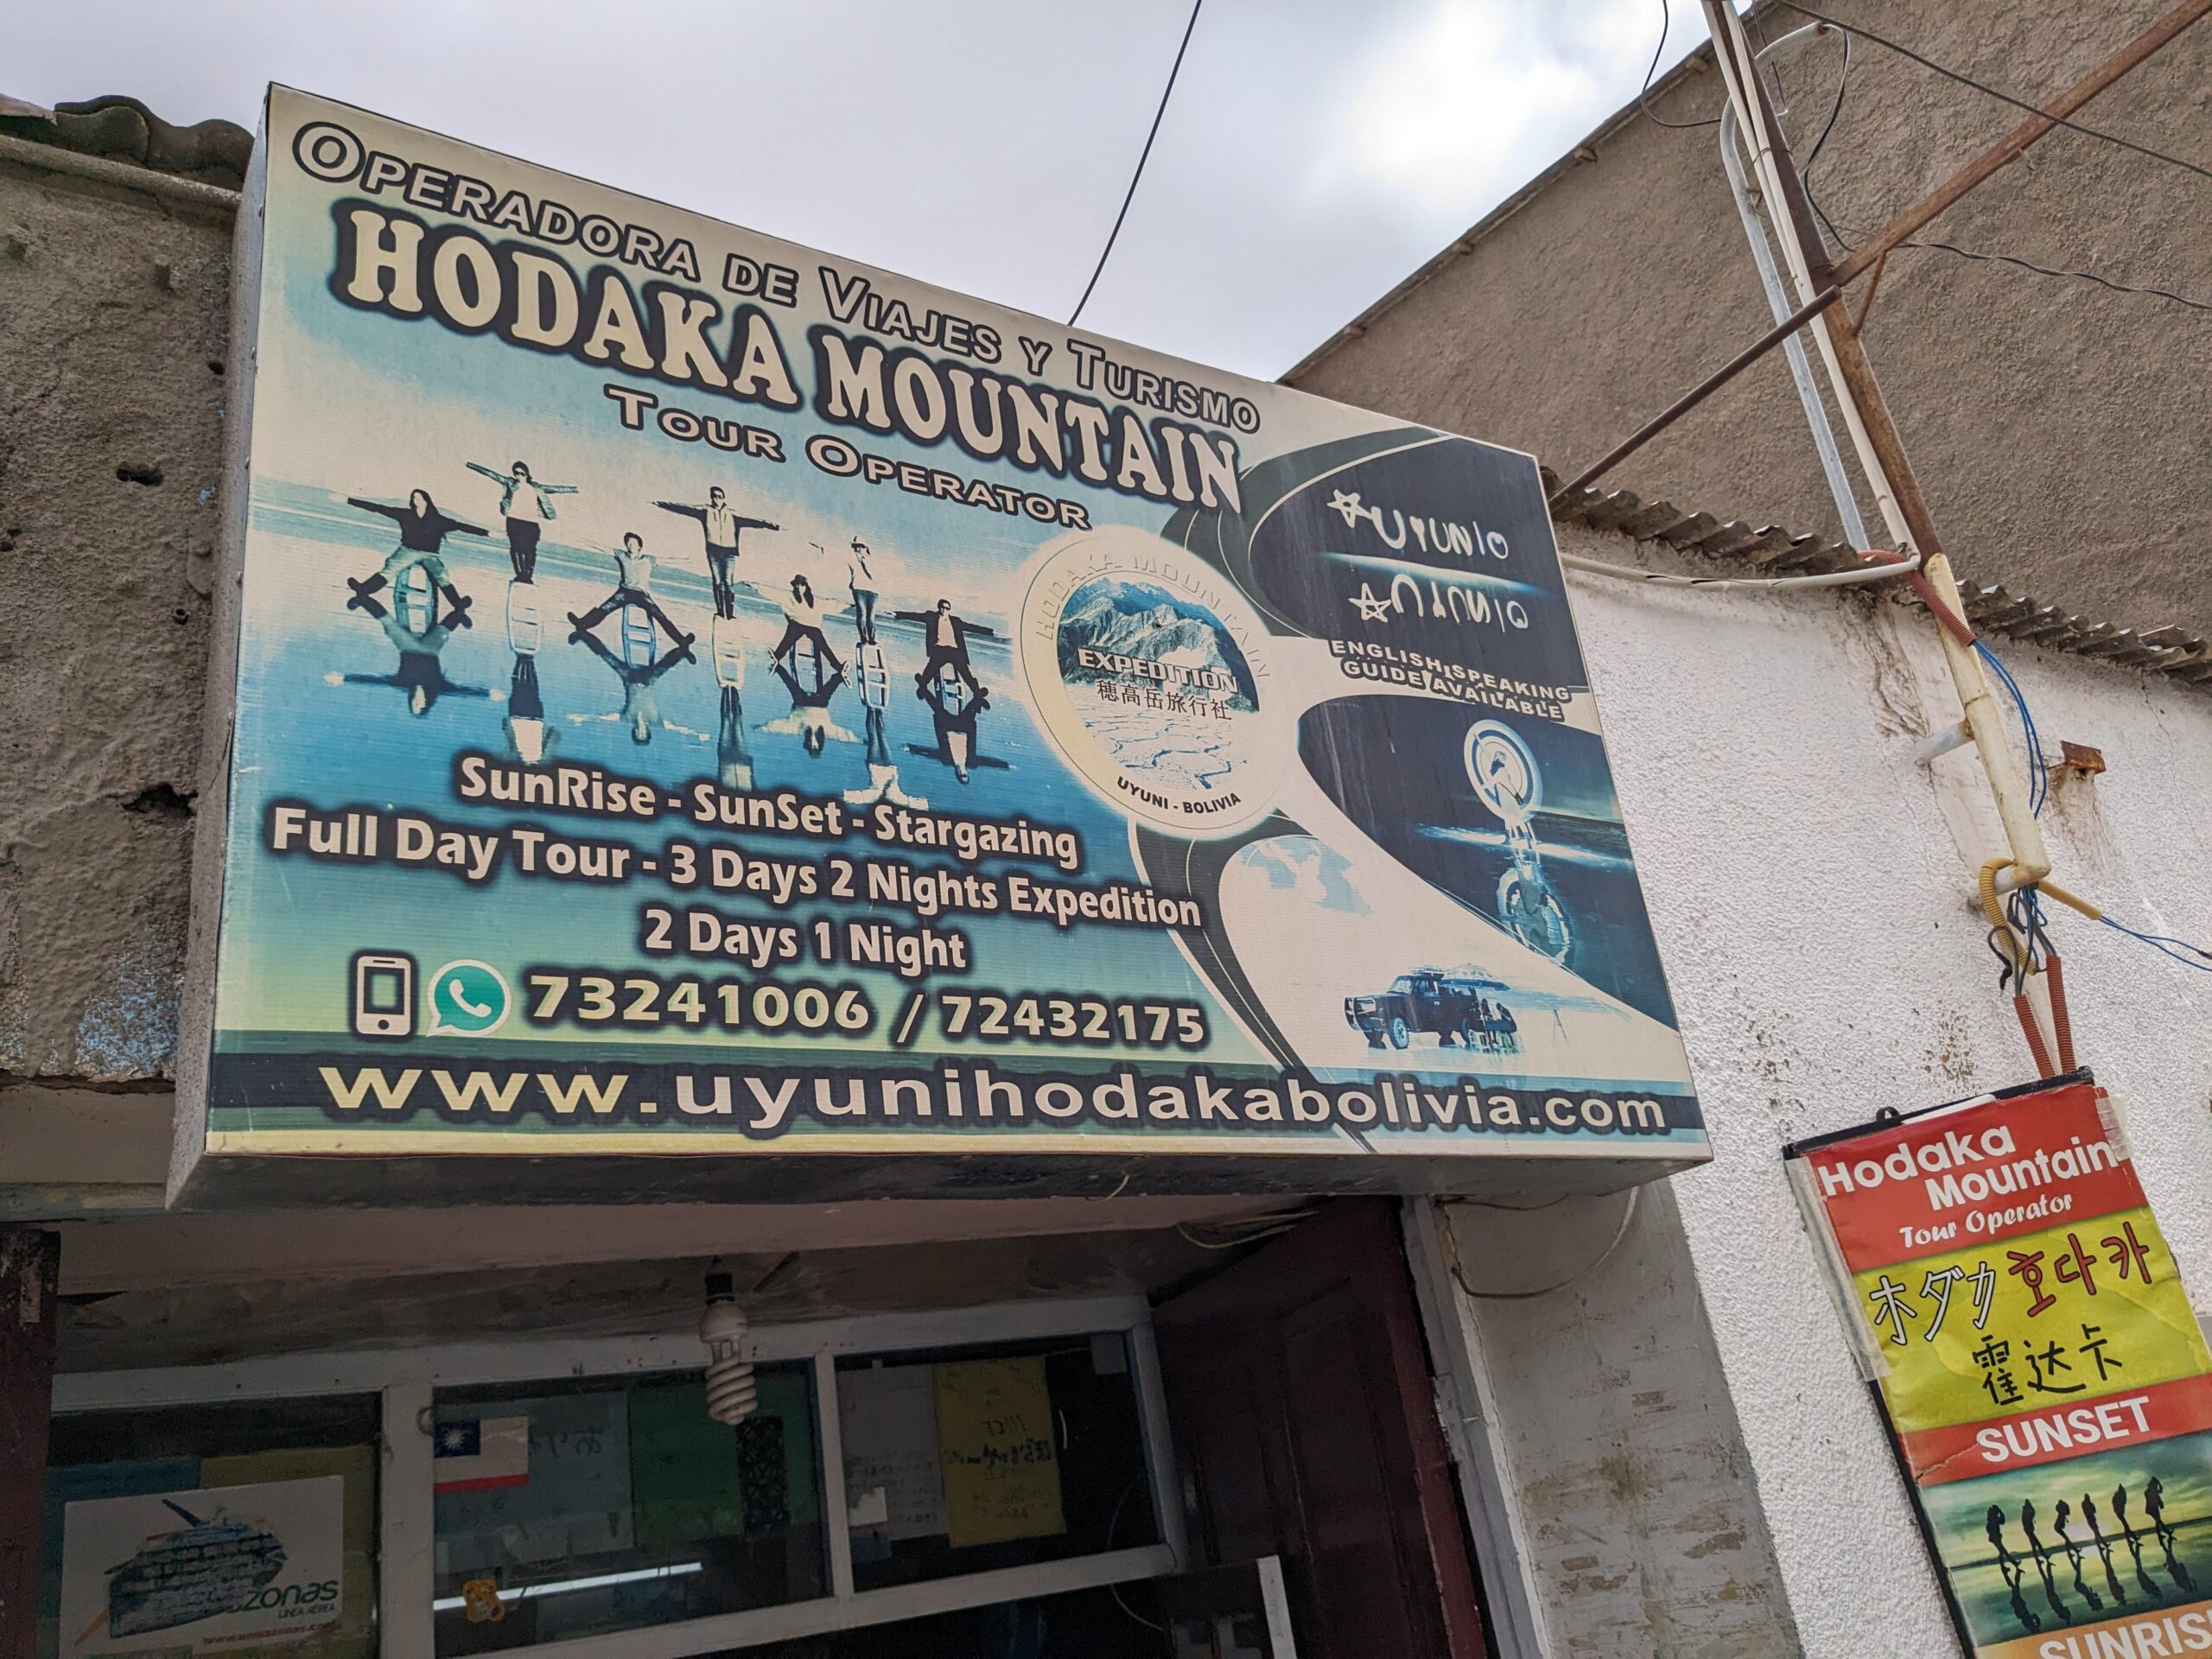 OPERADORA DE VIAJES Y TURISMO
HODAKA MOUNTAIN
TOUR OPERATOR
UYUNI
ENGLISH SPEAKING
GUIDE AVAILABLE
HODAKA MOUNTAIN
EXPEDITION
穂高岳旅行社
UYUNI - BOLIVIA
SunRise - SunSet - Stargazing
Full Day Tour - 3 Days 2 Nights Expedition
2 Days 1 Night
73241006 / 72432175
www.uyunihodakabolivia.com
Hodaka
Mountain
Tour Operator
ホダカ 호다카
霍达卡
SUNSET
LINEA AEREA